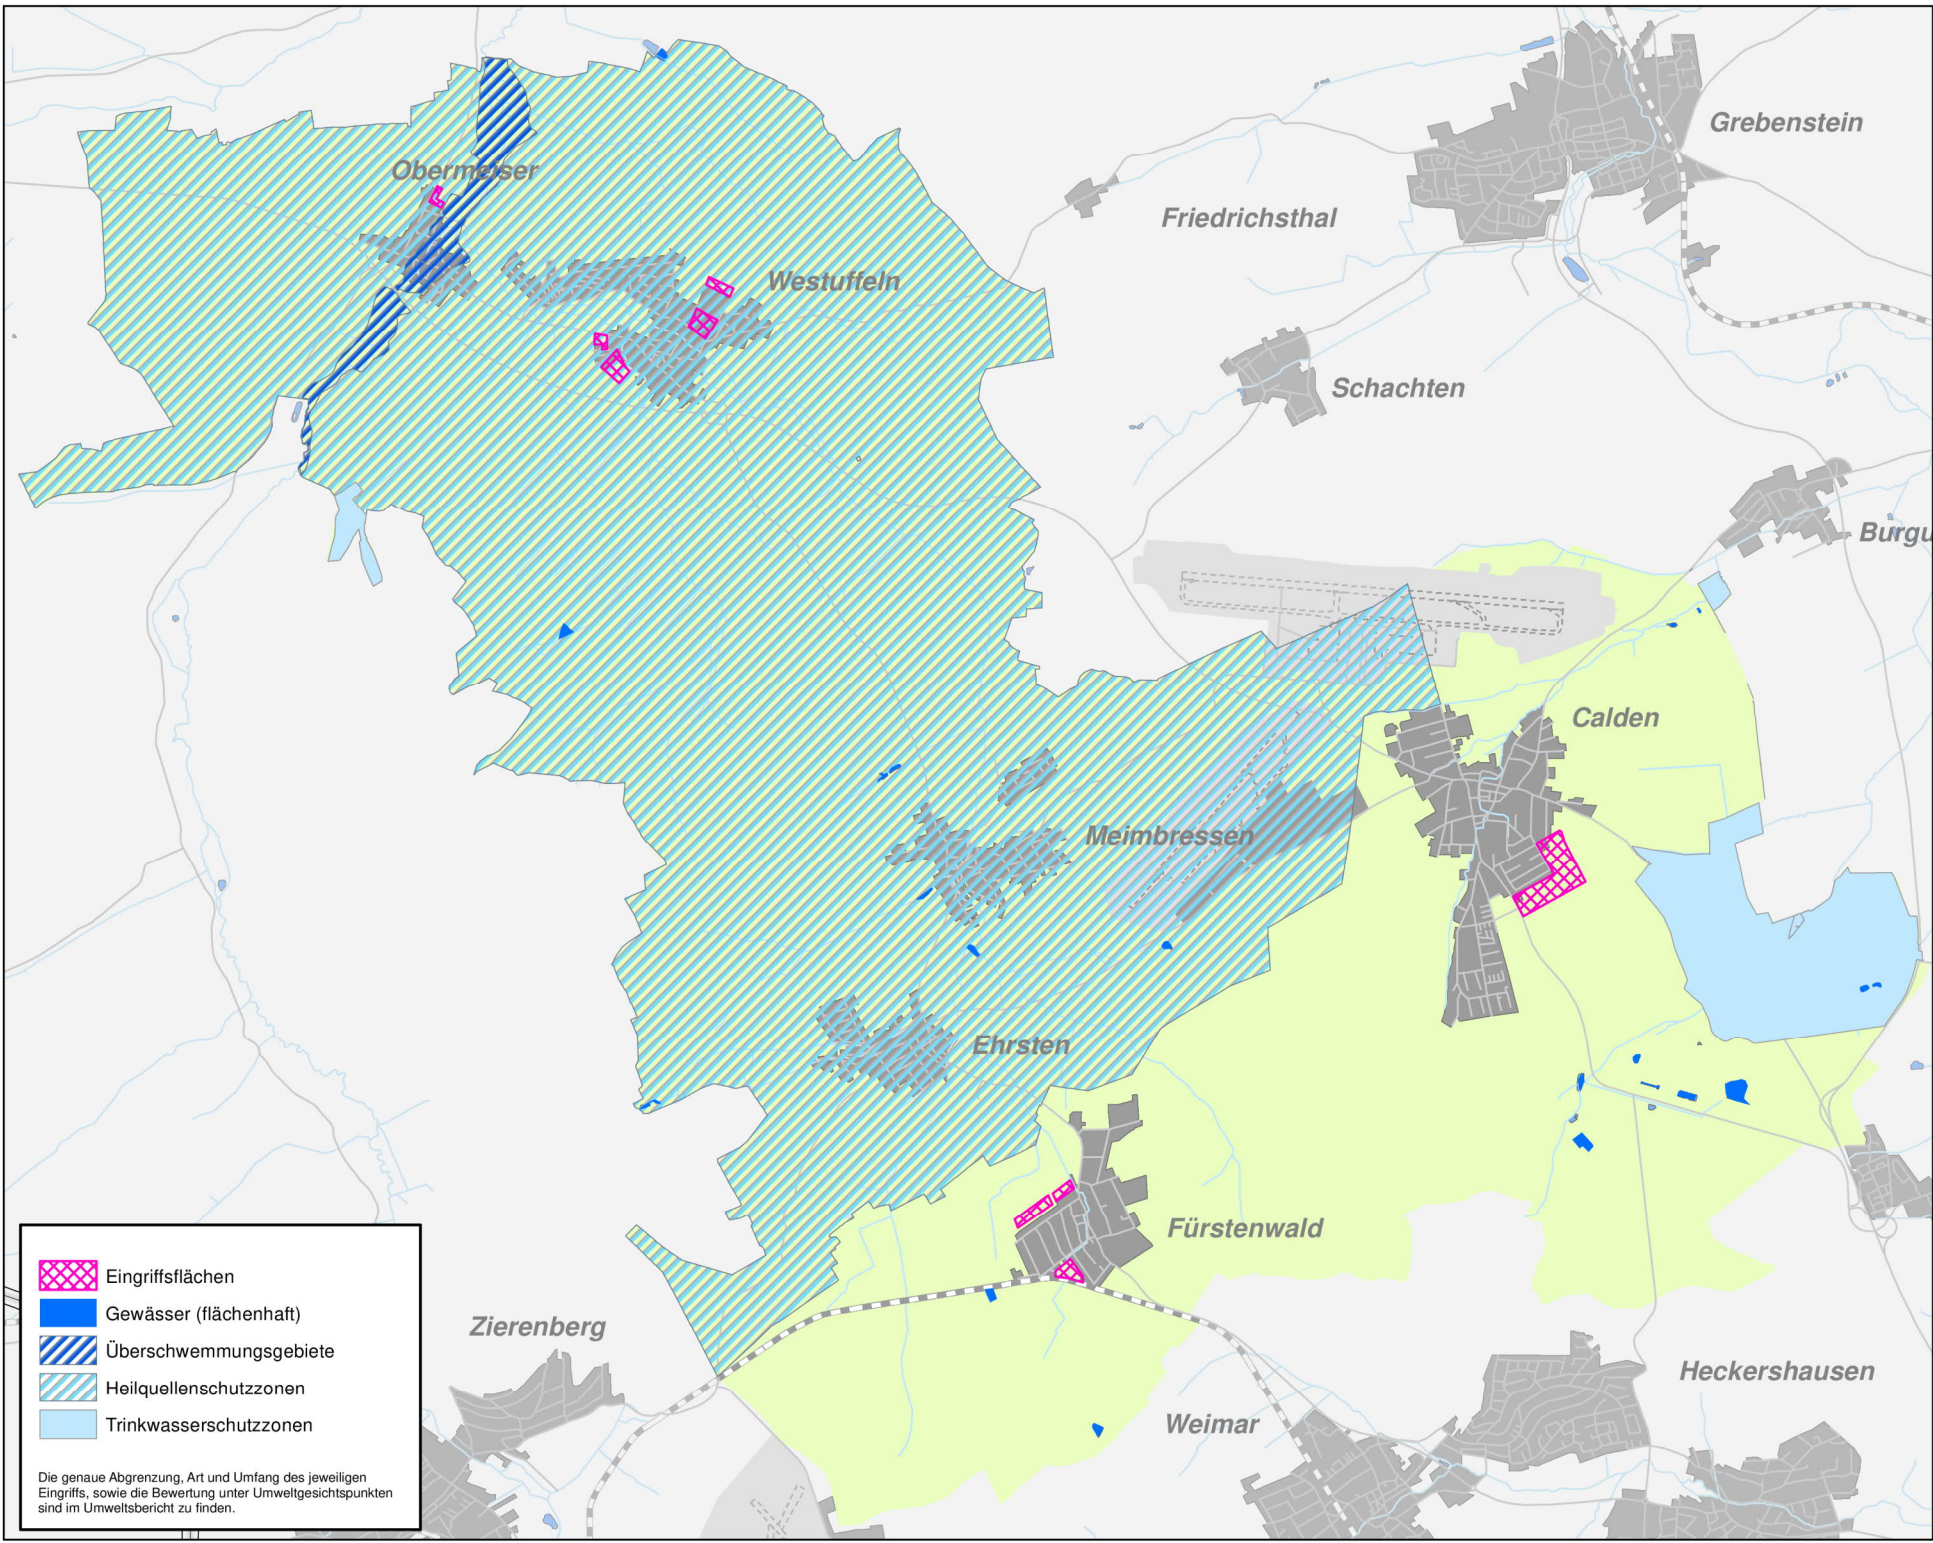 Grebenstein
Obermeiser
Friedrichsthal
Westuffeln
Schachten
Burgu
Calden
Meimbressen
Ehrsten
Fürstenwald
Zierenberg
Heckershausen
Weimar
Eingriffsflächen
Gewässer (flächenhaft)
Überschwemmungsgebiete
Heilquellenschutzzonen
Trinkwasserschutzzonen
Die genaue Abgrenzung, Art und Umfang des jeweiligen
Eingriffs, sowie die Bewertung unter Umweltgesichtspunkten
sind im Umweltsbericht zu finden.